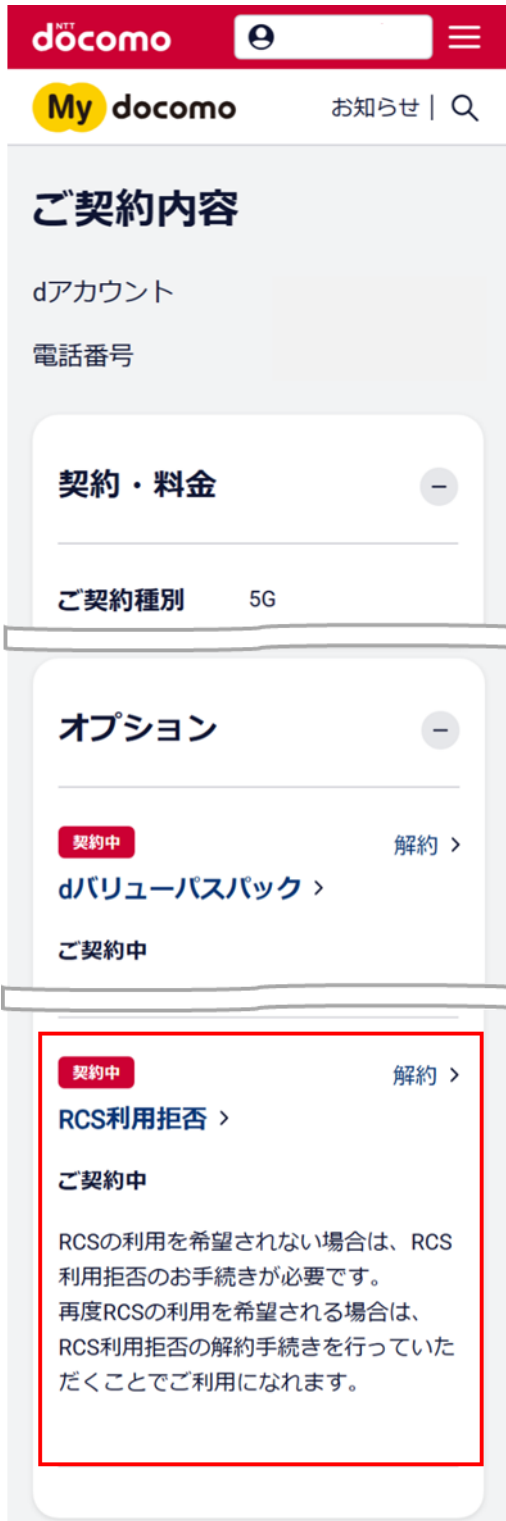 NTT
döcomo
My docomo
お知らせ
ご契約内容
dアカウント
電話番号
契約・料金
ご契約種別 5G
オプション
契約中 解約
dバリューパスパック
ご契約中
契約中 解約
RCS利用拒否
ご契約中
RCSの利用を希望されない場合は、RCS
利用拒否のお手続きが必要です。
再度RCSの利用を希望される場合は、
RCS利用拒否の解約手続きを行っていた
だくことでご利用になれます。